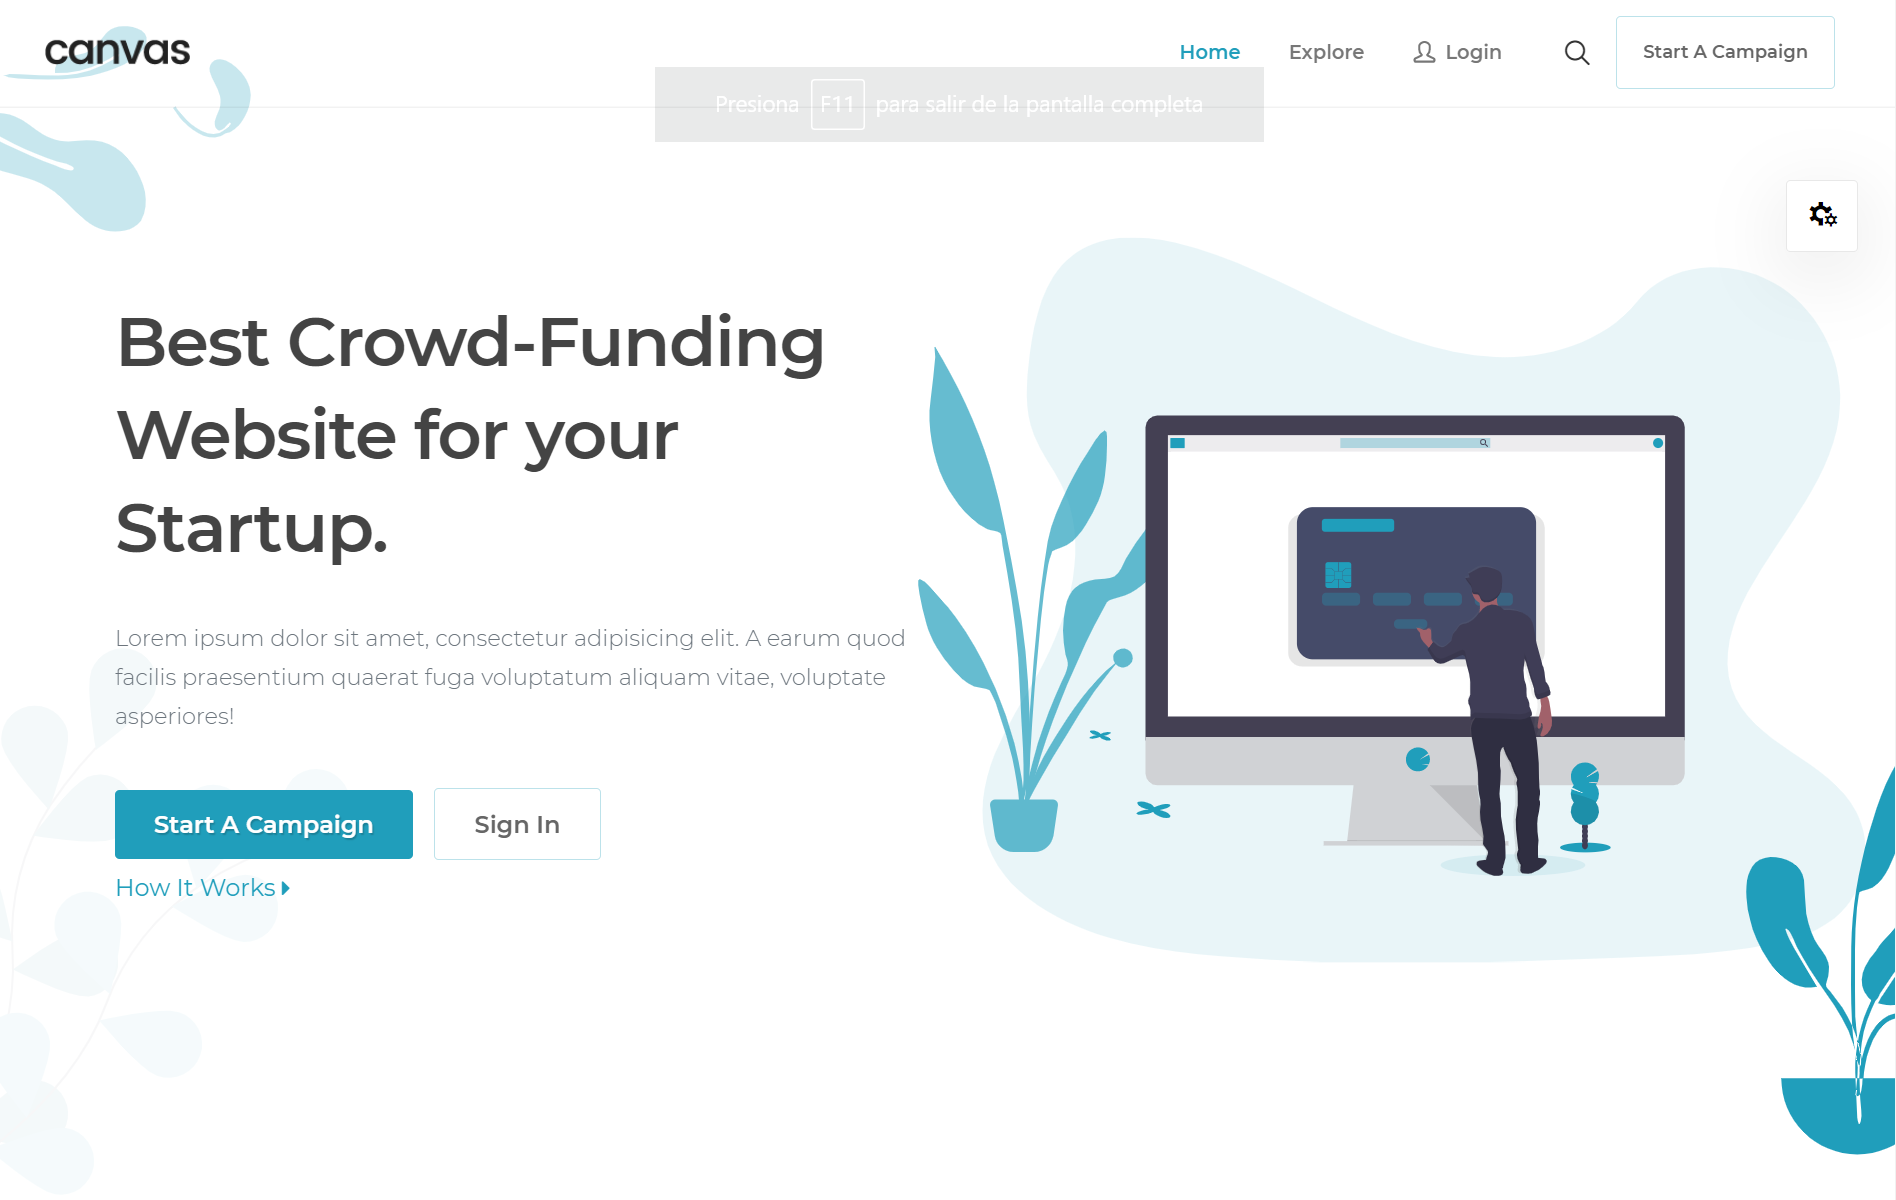 canvas
Home
Explore
Login
Start A Campaign
Presiona F11 para salir de la pantalla completa
Best Crowd-Funding
Website for your
Startup.
Lorem ipsum dolor sit amet, consectetur adipisicing elit. A earum quod
facilis praesentium quaerat fuga voluptatum aliquam vitae, voluptate
asperiores!
Start A Campaign
Sign In
How It Works